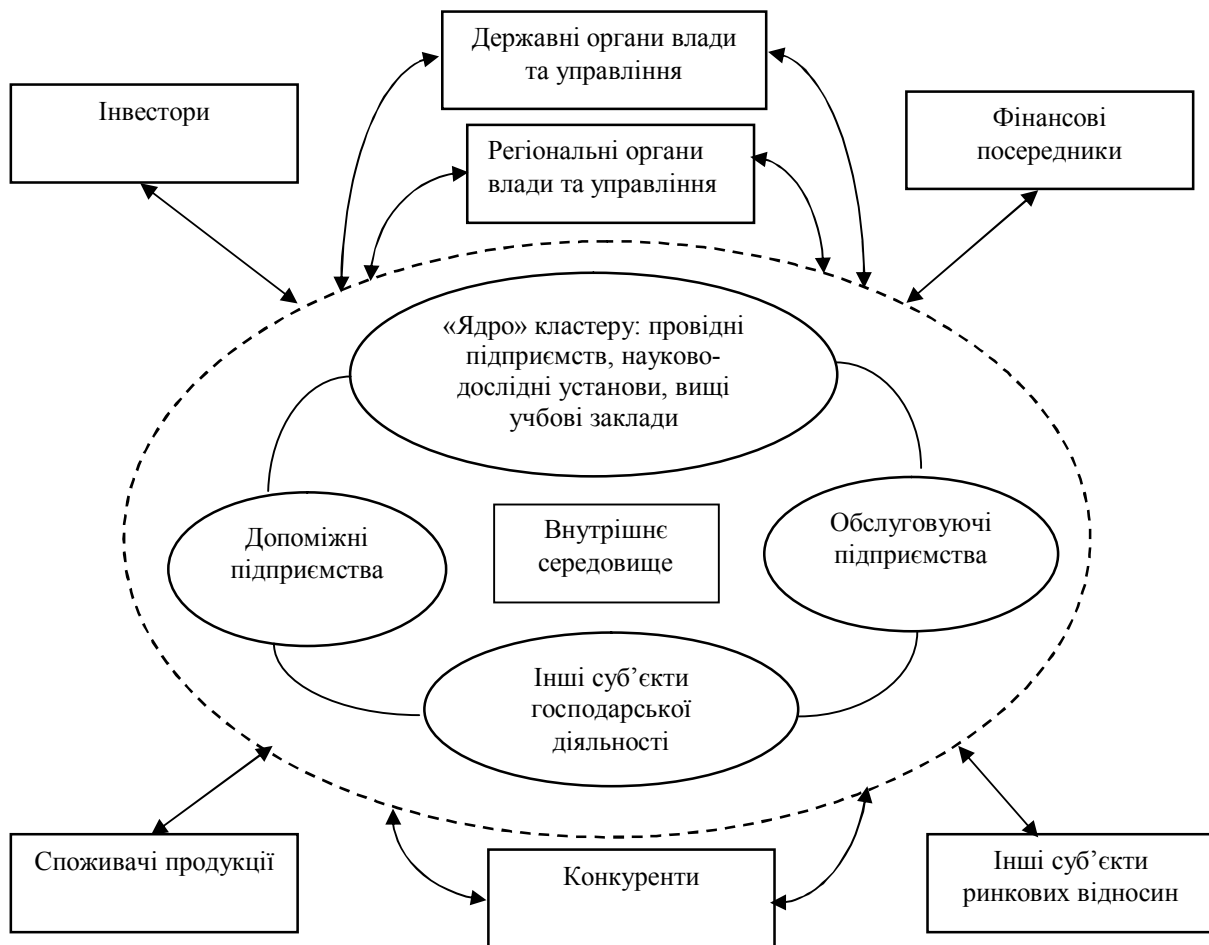 Державні органи влади
та управління
Інвестори
Фінансові
посередники
Регіональні органи
влади та управління
«Ядро» кластеру: провідні
підприємств, науково-
дослідні установи, вищі
учбові заклади
Допоміжні
підприємства
Внутрішнє
середовище
Обслуговуючі
підприємства
Інші суб’єкти
господарської
діяльності
Споживачі продукції
Конкуренти
Інші суб’єкти
ринкових відносин